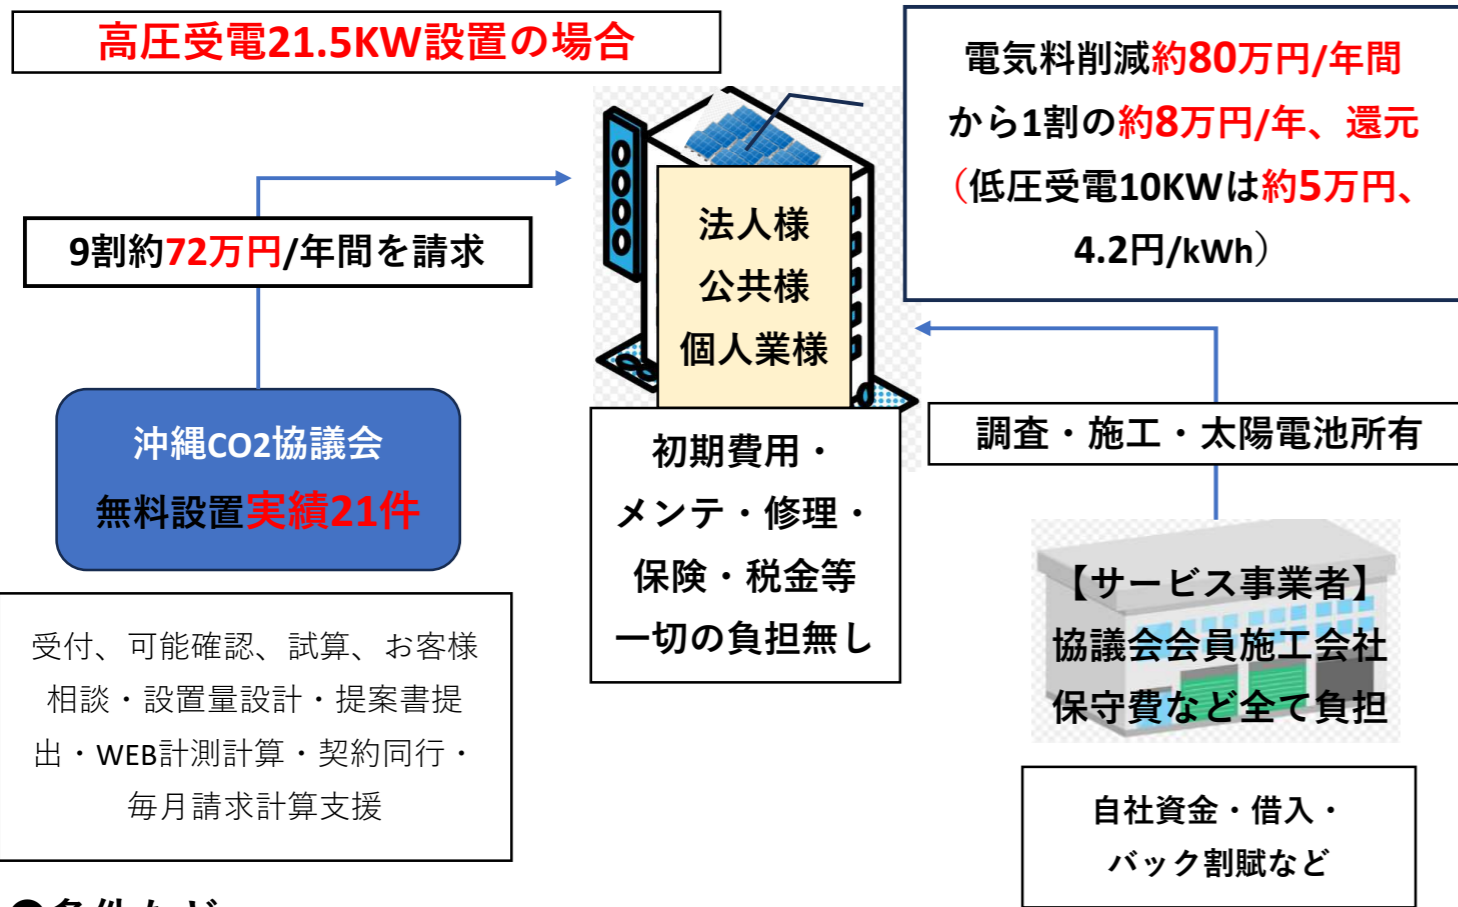 高圧受電21.5KW設置の場合
電気料削減約80万円/年間
から1割の約8万円/年、還元
（低圧受電10KWは約5万円、
4.2円/kWh）
9割約72万円/年間を請求
法人様
公共様
個人業様
沖縄CO2協議会
無料設置実績21件
初期費用・
メンテ・修理・
保険・税金等
一切の負担無し
調査・施工・太陽電池所有
【サービス事業者】
協議会会員施工会社
保守費など全て負担
受付、可能確認、試算、お客様
相談・設置量設計・提案書提
出・WEB計測計算・契約同行・
毎月請求計算支援
自社資金・借入・
バック割賦など
●条件など